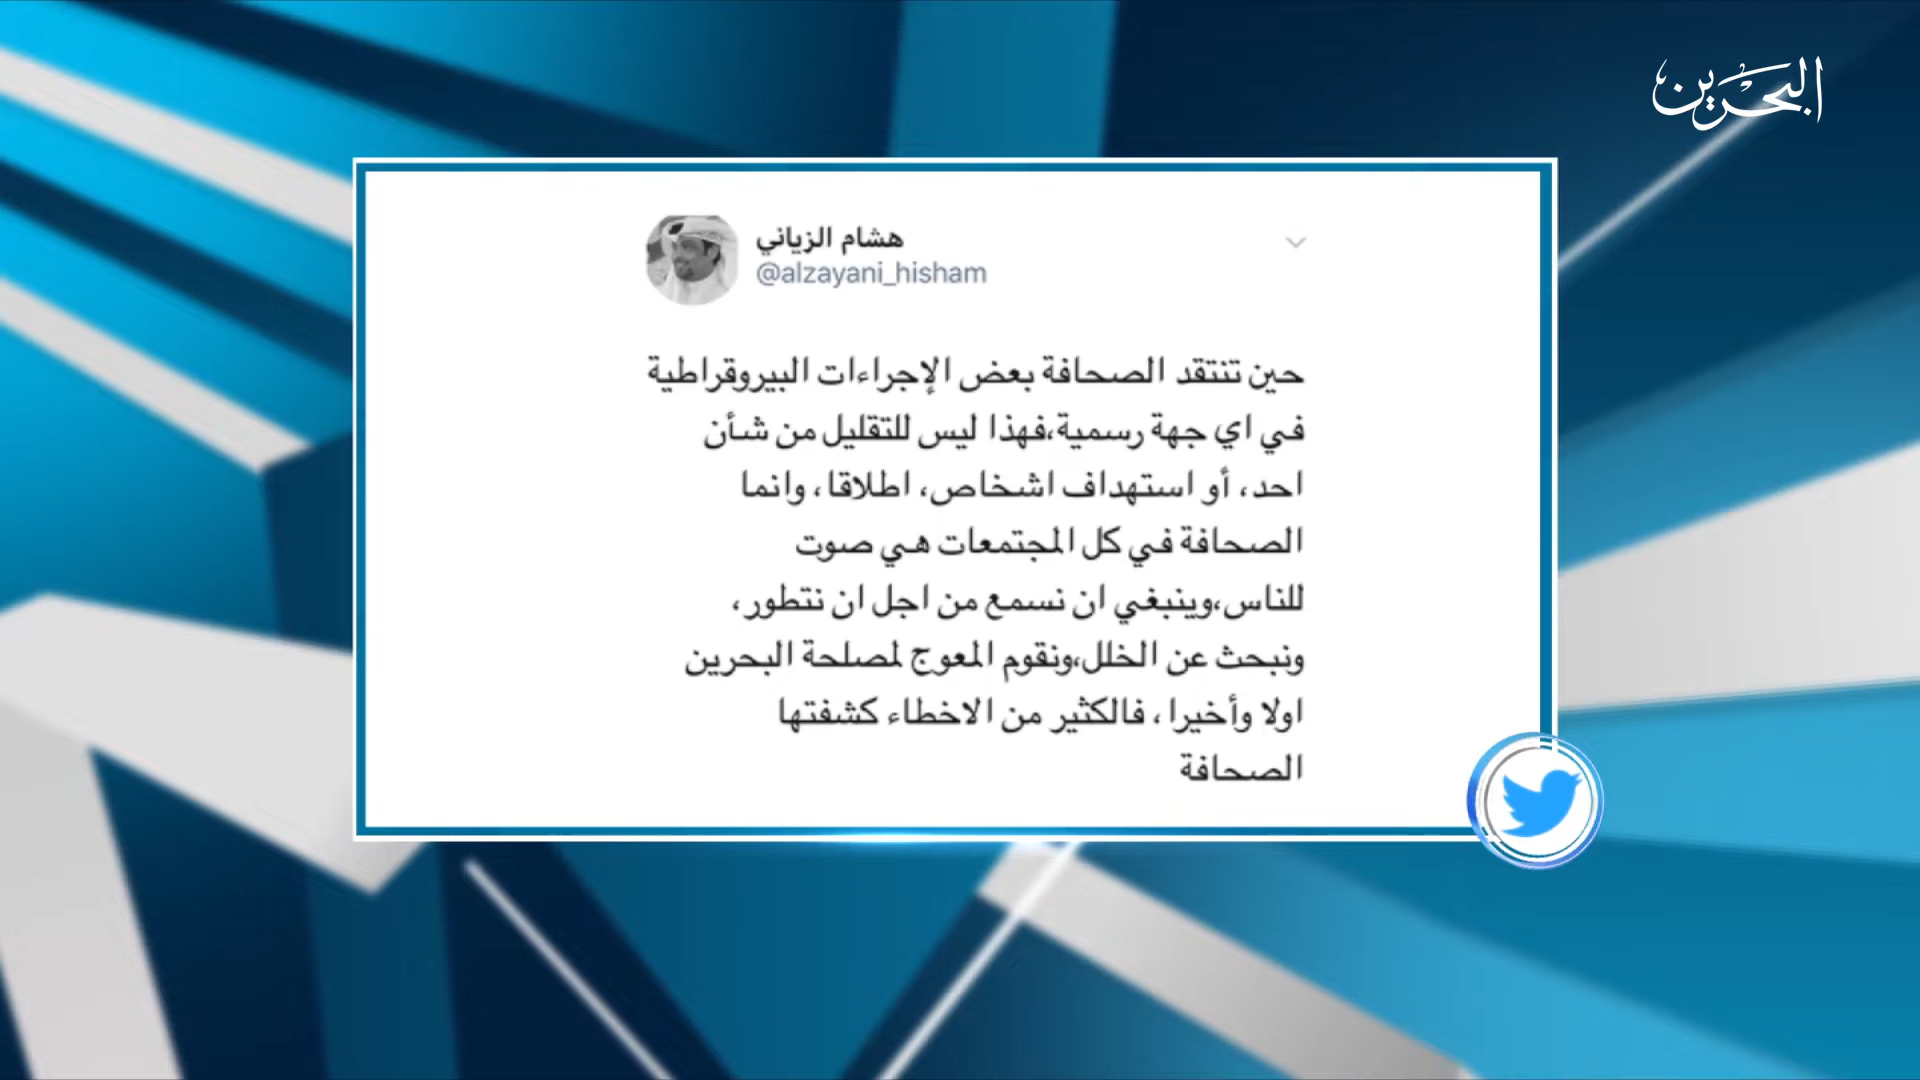 البحرين
هشام الزياني
@alzayani_hisham
حين تنتقد الصحافة بعض الإجراءات البيروقراطية
في اي جهة رسمية،فهذا ليس للتقليل من شأن
احد، أو استهداف اشخاص، اطلاقا، وانما
الصحافة في كل المجتمعات هي صوت
للناس،وينبغي ان نسمع من اجل ان نتطور،
ونبحث عن الخلل،ونقوم المعوج لمصلحة البحرين
اولا وأخيرا، فالكثير من الاخطاء كشفتها
الصحافة